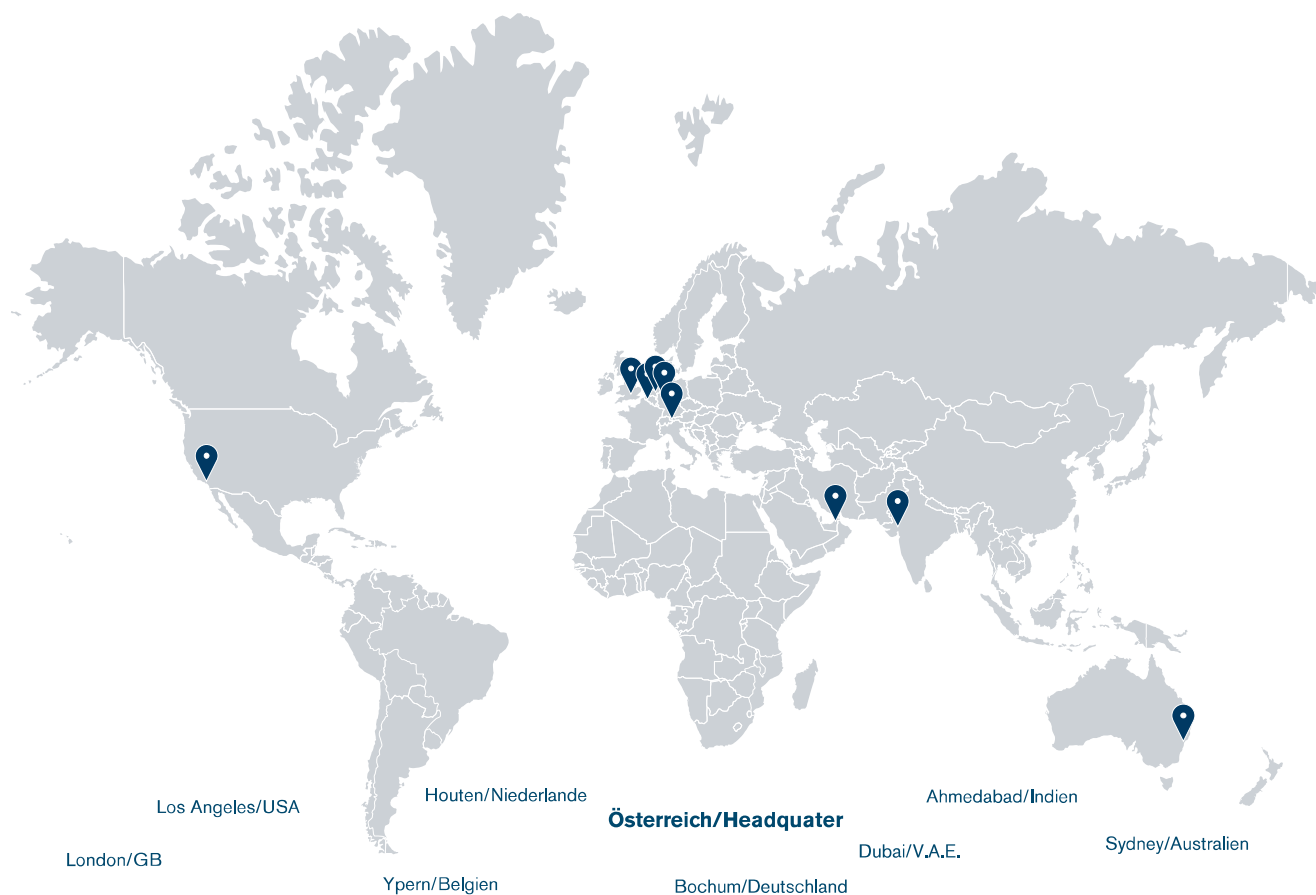 Houten/Niederlande
Ahmedabad/Indien
Los Angeles/USA
Österreich/Headquater
Sydney/Australien
Dubai/V.A.E.
London/GB
Ypern/Belgien
Bochum/Deutschland